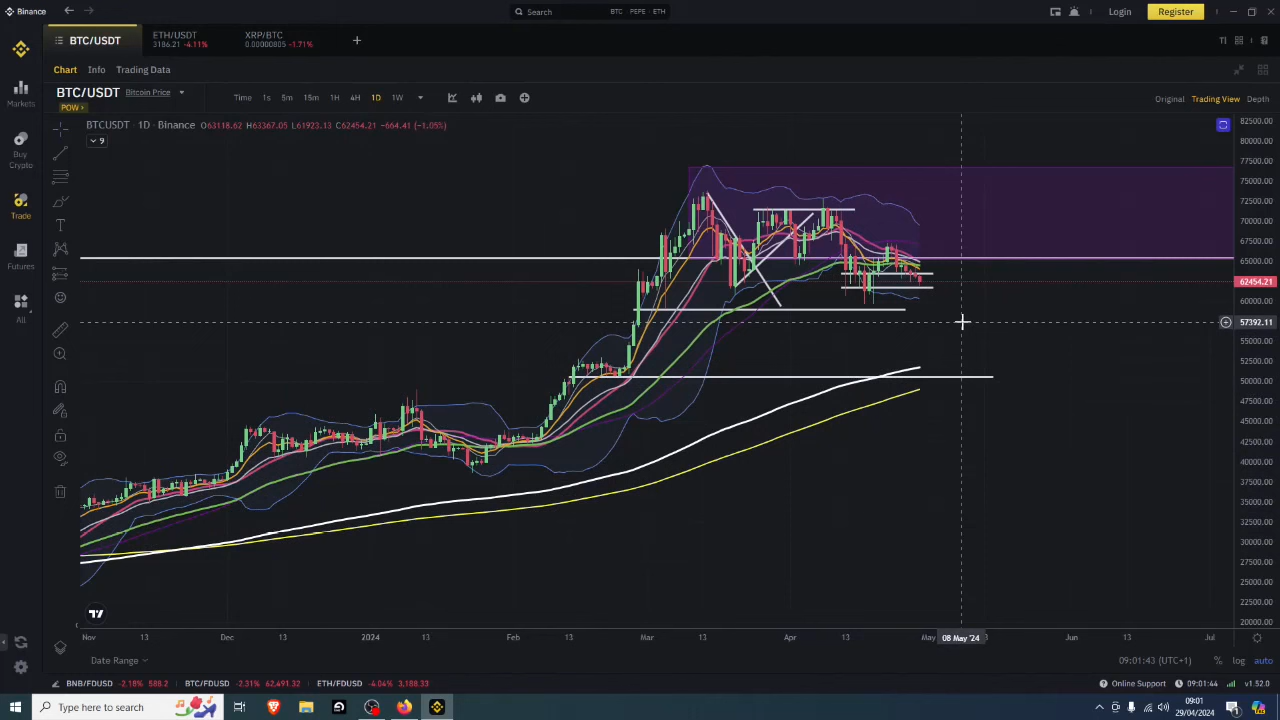 Binance
Search
BTC · PEPE · ETH
Login
Register
BTC/USDT
ETH/USDT
3186.21 -4.11%
XRP/BTC
0.00000805 -1.71%
Chart
Info
Trading Data
Markets
Buy
Crypto
Trade
Futures
All
BTC/USDT
Bitcoin Price
POW
Time
1s
5m
15m
1H
4H
1D
1W
Original
Trading View
Depth
BTCUSDT · 1D · Binance O63118.62 H63367.05 L61923.13 C62454.21 -664.41 (-1.05%)
9
82500.00
80000.00
77500.00
75000.00
72500.00
70000.00
67500.00
65000.00
62454.21
60000.00
57392.11
55000.00
52500.00
50000.00
47500.00
45000.00
42500.00
40000.00
37500.00
35000.00
32500.00
30000.00
27500.00
25000.00
22500.00
20000.00
Nov
13
Dec
13
2024
13
Feb
13
Mar
13
Apr
13
May
08 May '24
Jun
13
Jul
Date Range
09:01:43 (UTC+1)
%
log
auto
BNB/FDUSD -2.18% 588.2
BTC/FDUSD -2.31% 62,491.32
ETH/FDUSD -4.04% 3,188.33
Online Support
09:01:44
v1.52.0
Type here to search
09:01
29/04/2024